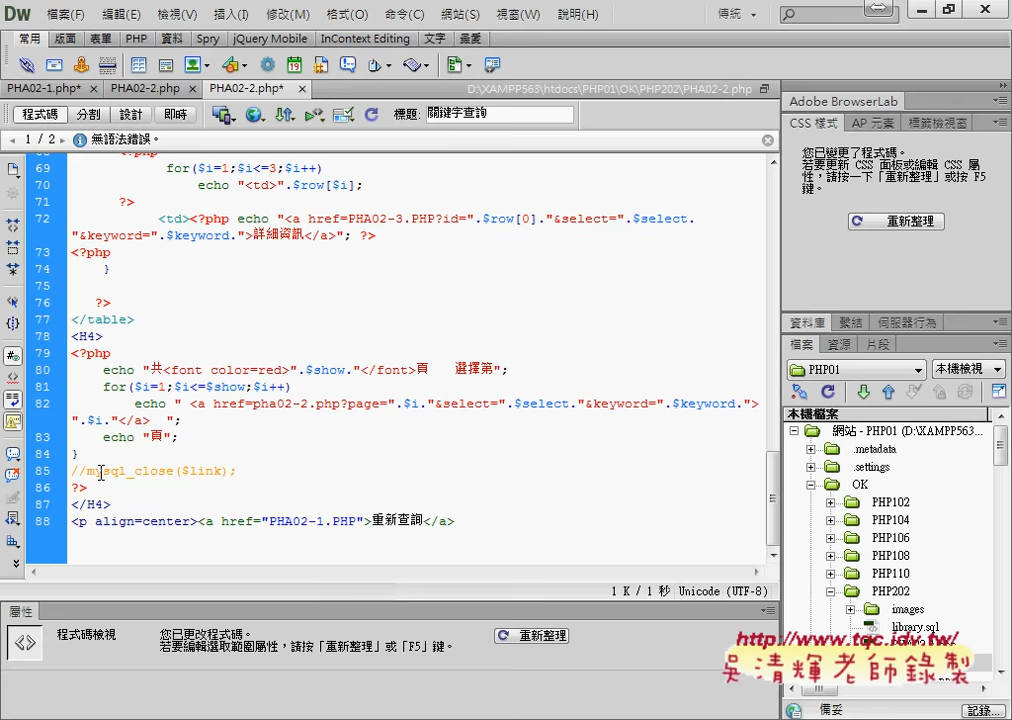 Dw 檔案(F) 編輯(E) 檢視(V) 插入(I) 修改(M) 格式(O) 命令(C) 網站(S) 視窗(W) 說明(H) 傳統
常用 版面 表單 PHP 資料 Spry jQuery Mobile InContext Editing 文字 最愛
PHA02-1.php* PHA02-2.php PHA02-2.php* D:\XAMPP563\htdocs\PHP01\OK\PHP202\PHA02-2.php
程式碼 分割 設計 即時 標題: 關鍵字查詢
1 / 2 無語法錯誤。
<?php
69 for($i=1;$i<=3;$i++)
70 echo "<td>".$row[$i];
71 ?>
72 <td><?php echo "<a href=PHA02-3.PHP?id=".$row[0]."&select=".$select.
"&keyword=".$keyword.">詳細資訊</a>"; ?>
73 <?php
74 }
75
76 ?>
77 </table>
78 <H4>
79 <?php
80 echo "共<font color=red>".$show."</font>頁 選擇第";
81 for($i=1;$i<=$show;$i++)
82 echo " <a href=pha02-2.php?page=".$i."&select=".$select."&keyword=".$keyword.">
".$i."</a> ";
83 echo "頁";
84 }
85 //mysql_close($link);
86 ?>
87 </H4>
88 <p align=center><a href="PHA02-1.PHP">重新查詢</a>
1 K / 1 秒 Unicode (UTF-8)
屬性
程式碼檢視
您已更改程式碼。
若要編輯選取範圍屬性，請按「重新整理」或「F5」鍵。
重新整理
Adobe BrowserLab
CSS 樣式 AP 元素 標籤檢視窗
您已變更了程式碼。
若要更新 CSS 面板或編輯 CSS 屬
性，請按一下「重新整理」或按 F5
鍵。
重新整理
資料庫 繫結 伺服器行為
檔案 資源 片段
PHP01 本機檢視
本機檔案
網站 - PHP01 (D:\XAMPP563...
.metadata
.settings
OK
PHP102
PHP104
PHP106
PHP108
PHP110
PHP202
images
library.sql
http://www.tqc.idv.tw/
吳清輝老師錄製
備妥 記錄...